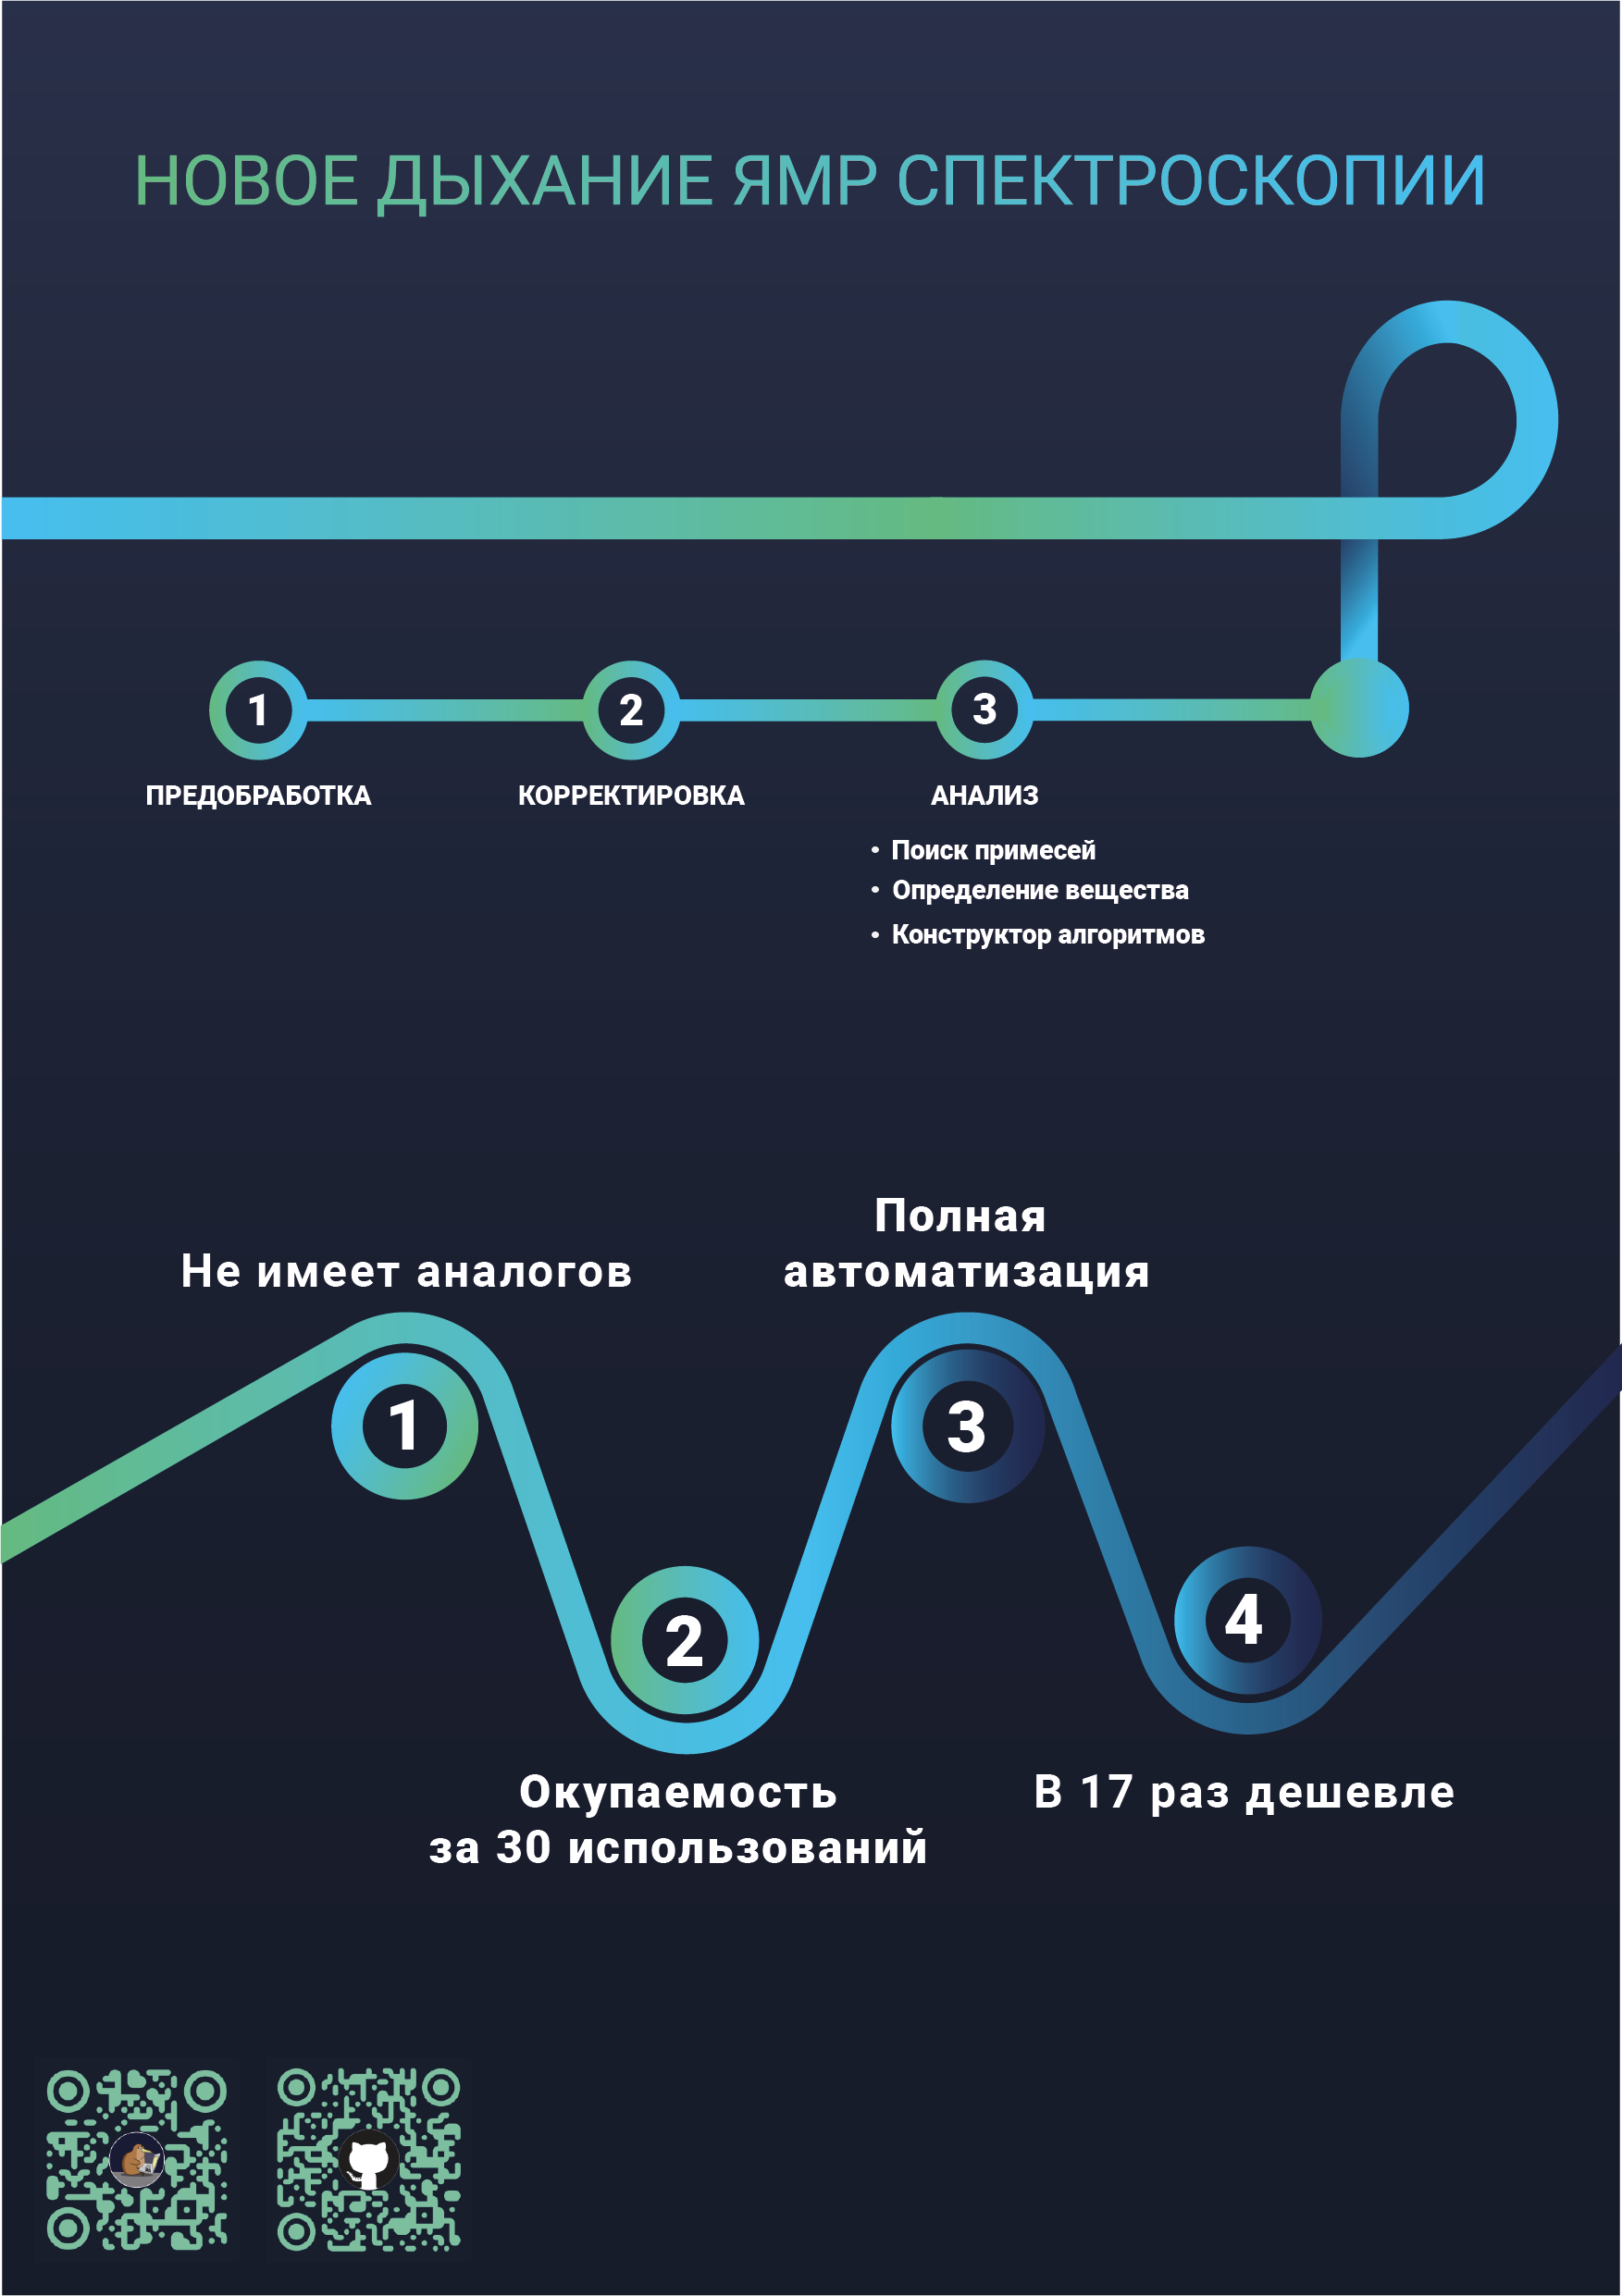 НОВОЕ ДЫХАНИЕ ЯМР СПЕКТРОСКОПИИ
1
2
3
ПРЕДОБРАБОТКА
КОРРЕКТИРОВКА
АНАЛИЗ
• Поиск примесей
• Определение вещества
• Конструктор алгоритмов
Не имеет аналогов
Полная
автоматизация
1
3
2
4
Окупаемость
за 30 использований
В 17 раз дешевле